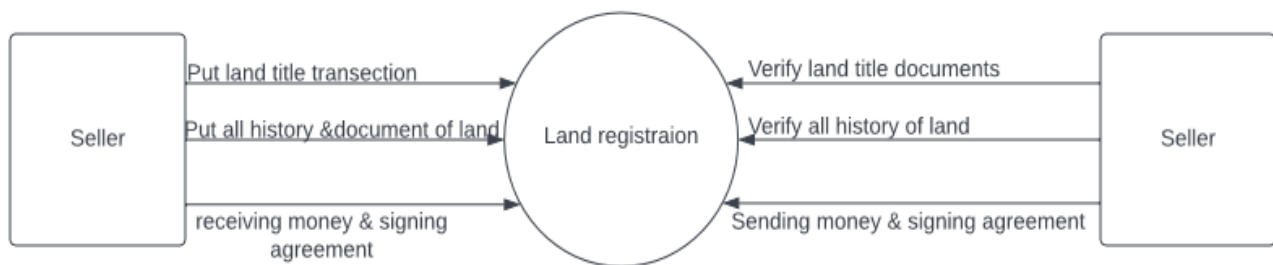 Seller
Put land title transection
Put all history &document of land
receiving money & signing
agreement
Land registraion
Verify land title documents
Verify all history of land
Sending money & signing agreement
Seller